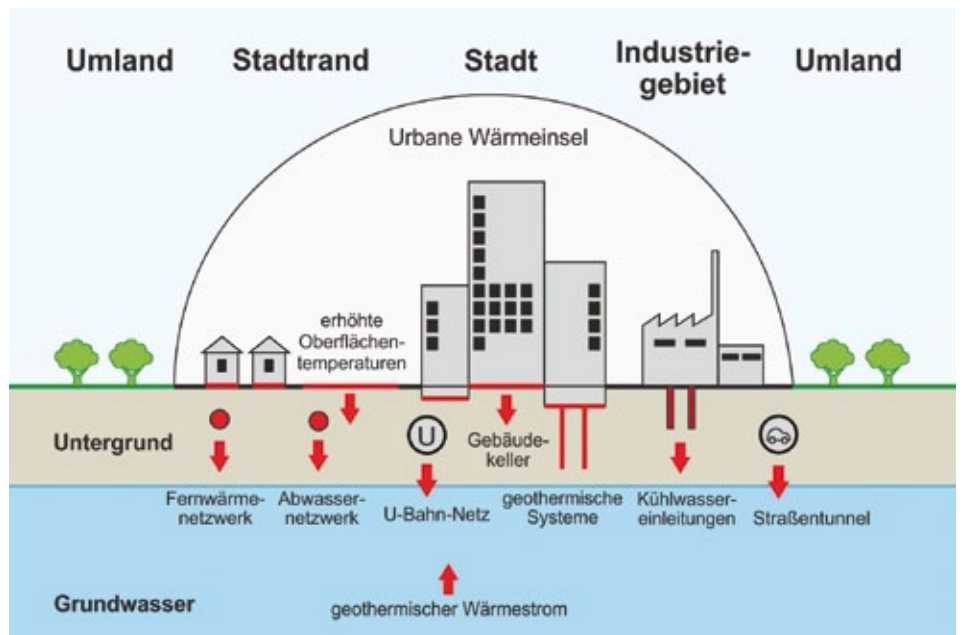 Umland
Stadtrand
Stadt
Industrie-
gebiet
Umland
Urbane Wärmeinsel
erhöhte
Oberflächen-
temperaturen
Untergrund
U
Gebäude-
keller
Fernwärme-
netzwerk
Abwasser-
netzwerk
U-Bahn-Netz
geothermische
Systeme
Kühlwasser-
einleitungen
Straßentunnel
Grundwasser
geothermischer Wärmestrom